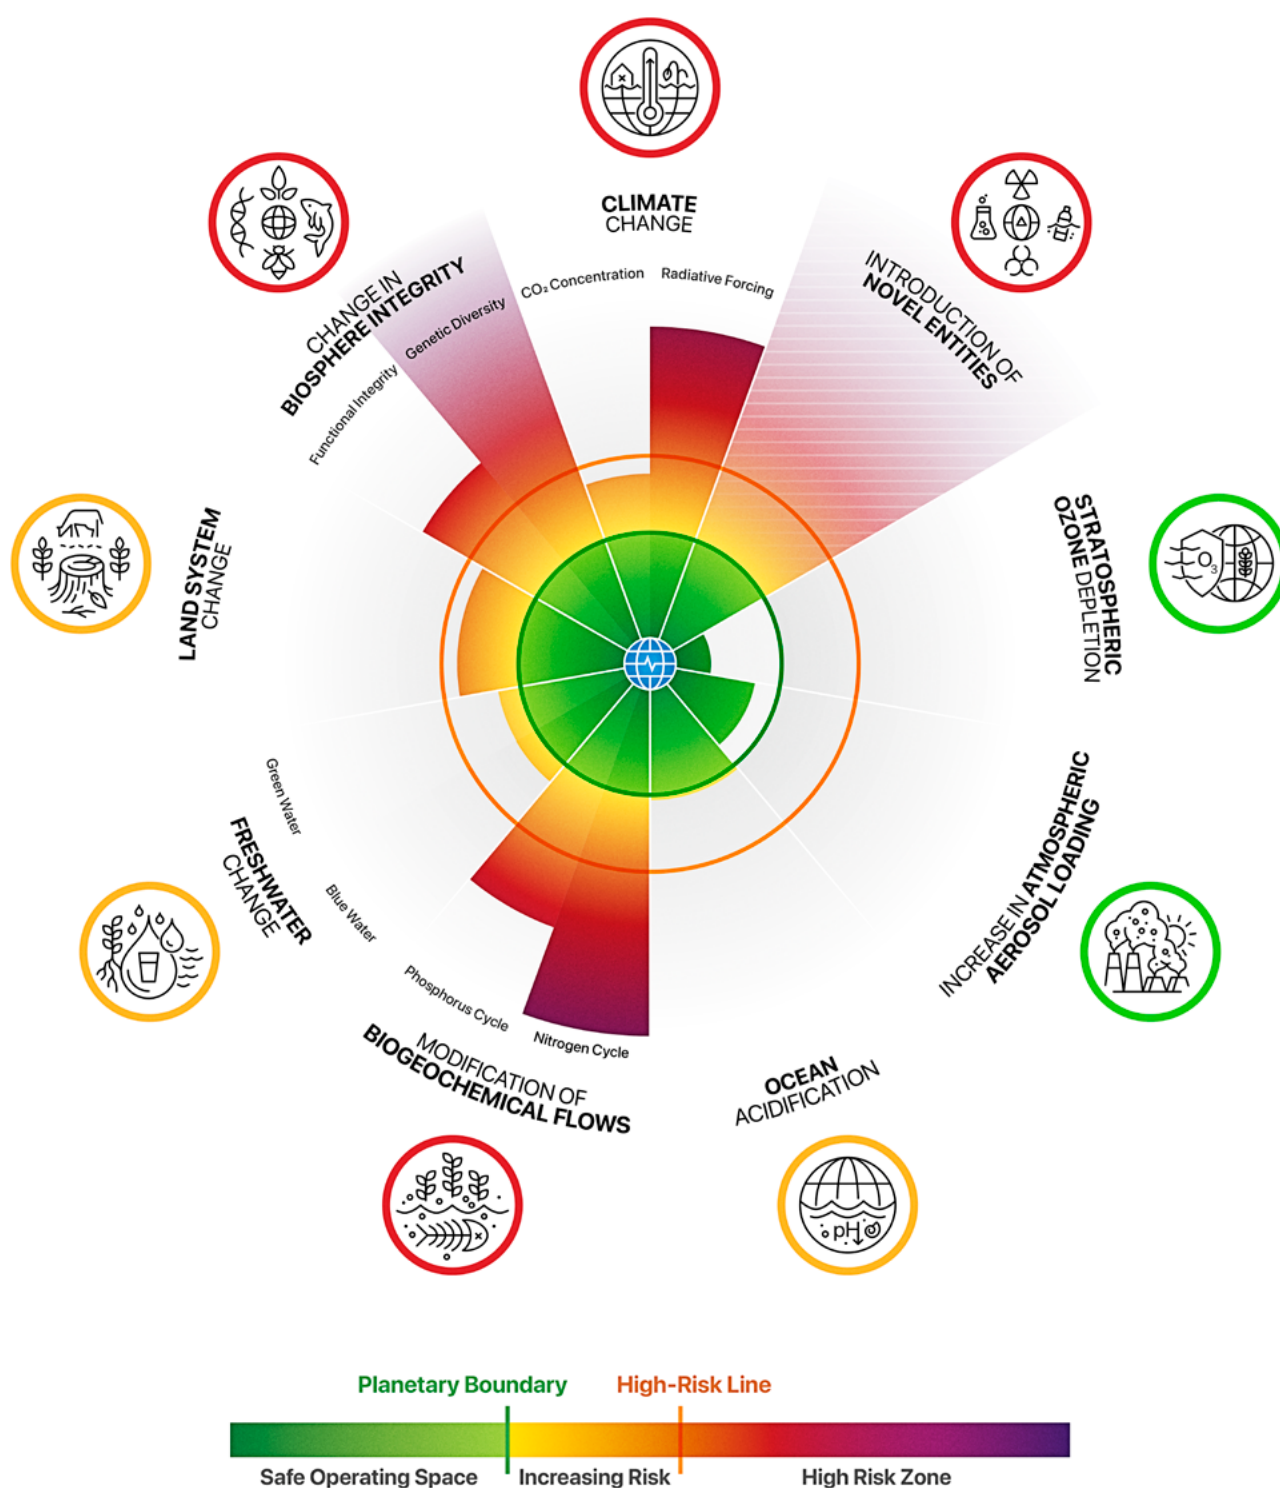 CLIMATE
CHANGE
CO₂ Concentration
Radiative Forcing
INTRODUCTION OF
NOVEL ENTITIES
STRATOSPHERIC
OZONE DEPLETION
O₃
INCREASE IN ATMOSPHERIC
AEROSOL LOADING
OCEAN
ACIDIFICATION
pH
MODIFICATION OF
BIOGEOCHEMICAL FLOWS
Phosphorus Cycle
Nitrogen Cycle
FRESHWATER
CHANGE
Green Water
Blue Water
LAND SYSTEM
CHANGE
CHANGE IN
BIOSPHERE INTEGRITY
Functional Integrity
Genetic Diversity
Planetary Boundary
High-Risk Line
Safe Operating Space
Increasing Risk
High Risk Zone